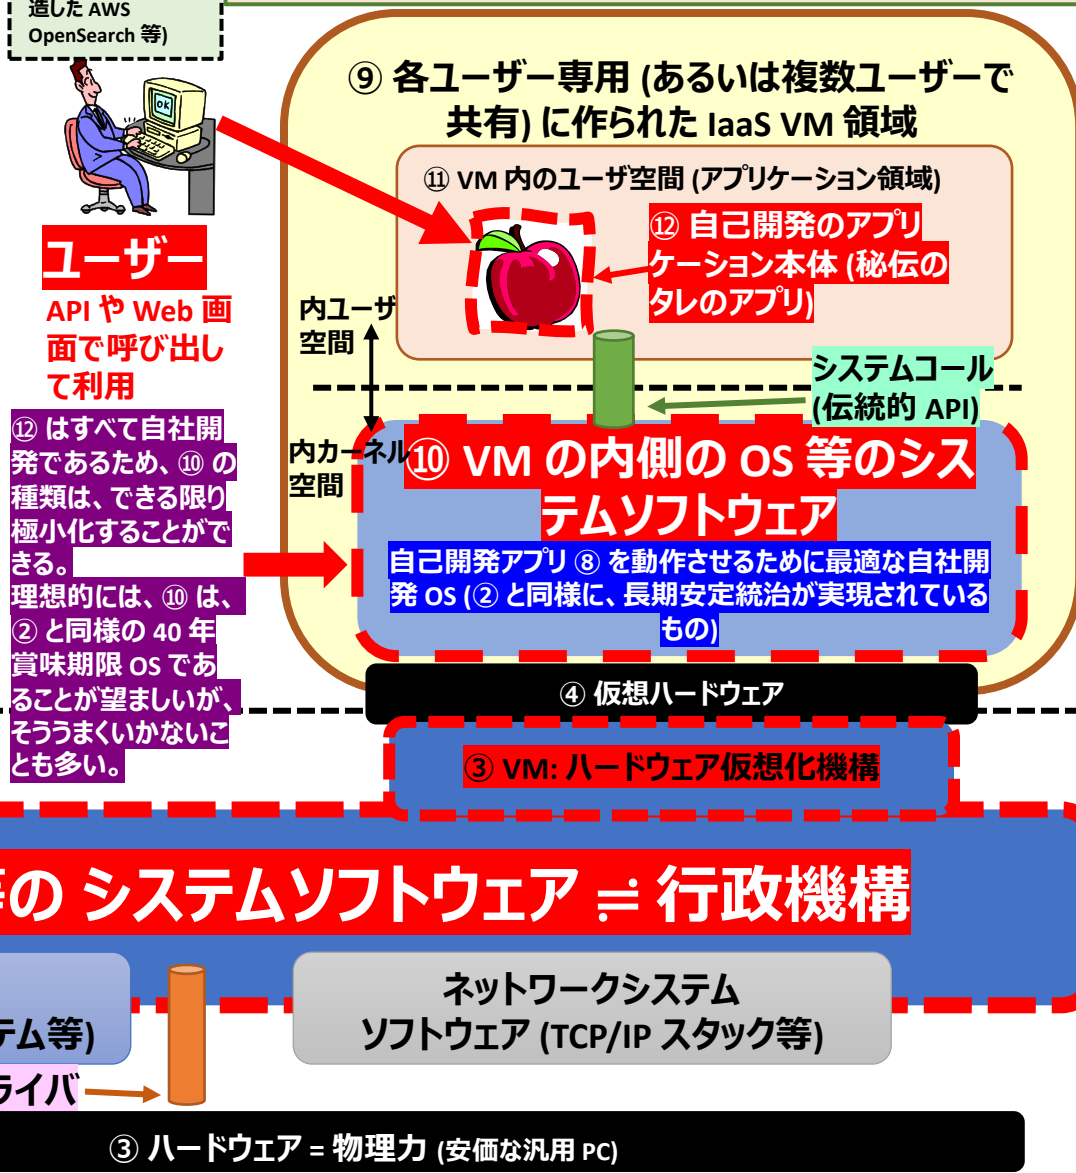 造した AWS
OpenSearch 等)
⑨ 各ユーザー専用 (あるいは複数ユーザーで
共有) に作られた IaaS VM 領域
OK
⑪ VM 内のユーザ空間 (アプリケーション領域)
⑫ 自己開発のアプリ
ケーション本体 (秘伝の
タレのアプリ)
ユーザー
API や Web 画
面で呼び出し
て利用
内ユーザ
空間
システムコール
(伝統的 API)
内カーネル
空間
⑫ はすべて自社開
発であるため、⑩ の
種類は、できる限り
極小化することがで
きる。
理想的には、⑩ は、
② と同様の 40 年
賞味期限 OS であ
ることが望ましいが、
そううまくいかないこ
とも多い。
⑩ VM の内側の OS 等のシス
テムソフトウェア
自己開発アプリ ⑧ を動作させるために最適な自社開
発 OS (② と同様に、長期安定統治が実現されている
もの)
④ 仮想ハードウェア
③ VM: ハードウェア仮想化機構
等の システムソフトウェア ≒ 行政機構
テム等)
ネットワークシステム
ソフトウェア (TCP/IP スタック等)
ライバ
③ ハードウェア = 物理力 (安価な汎用 PC)